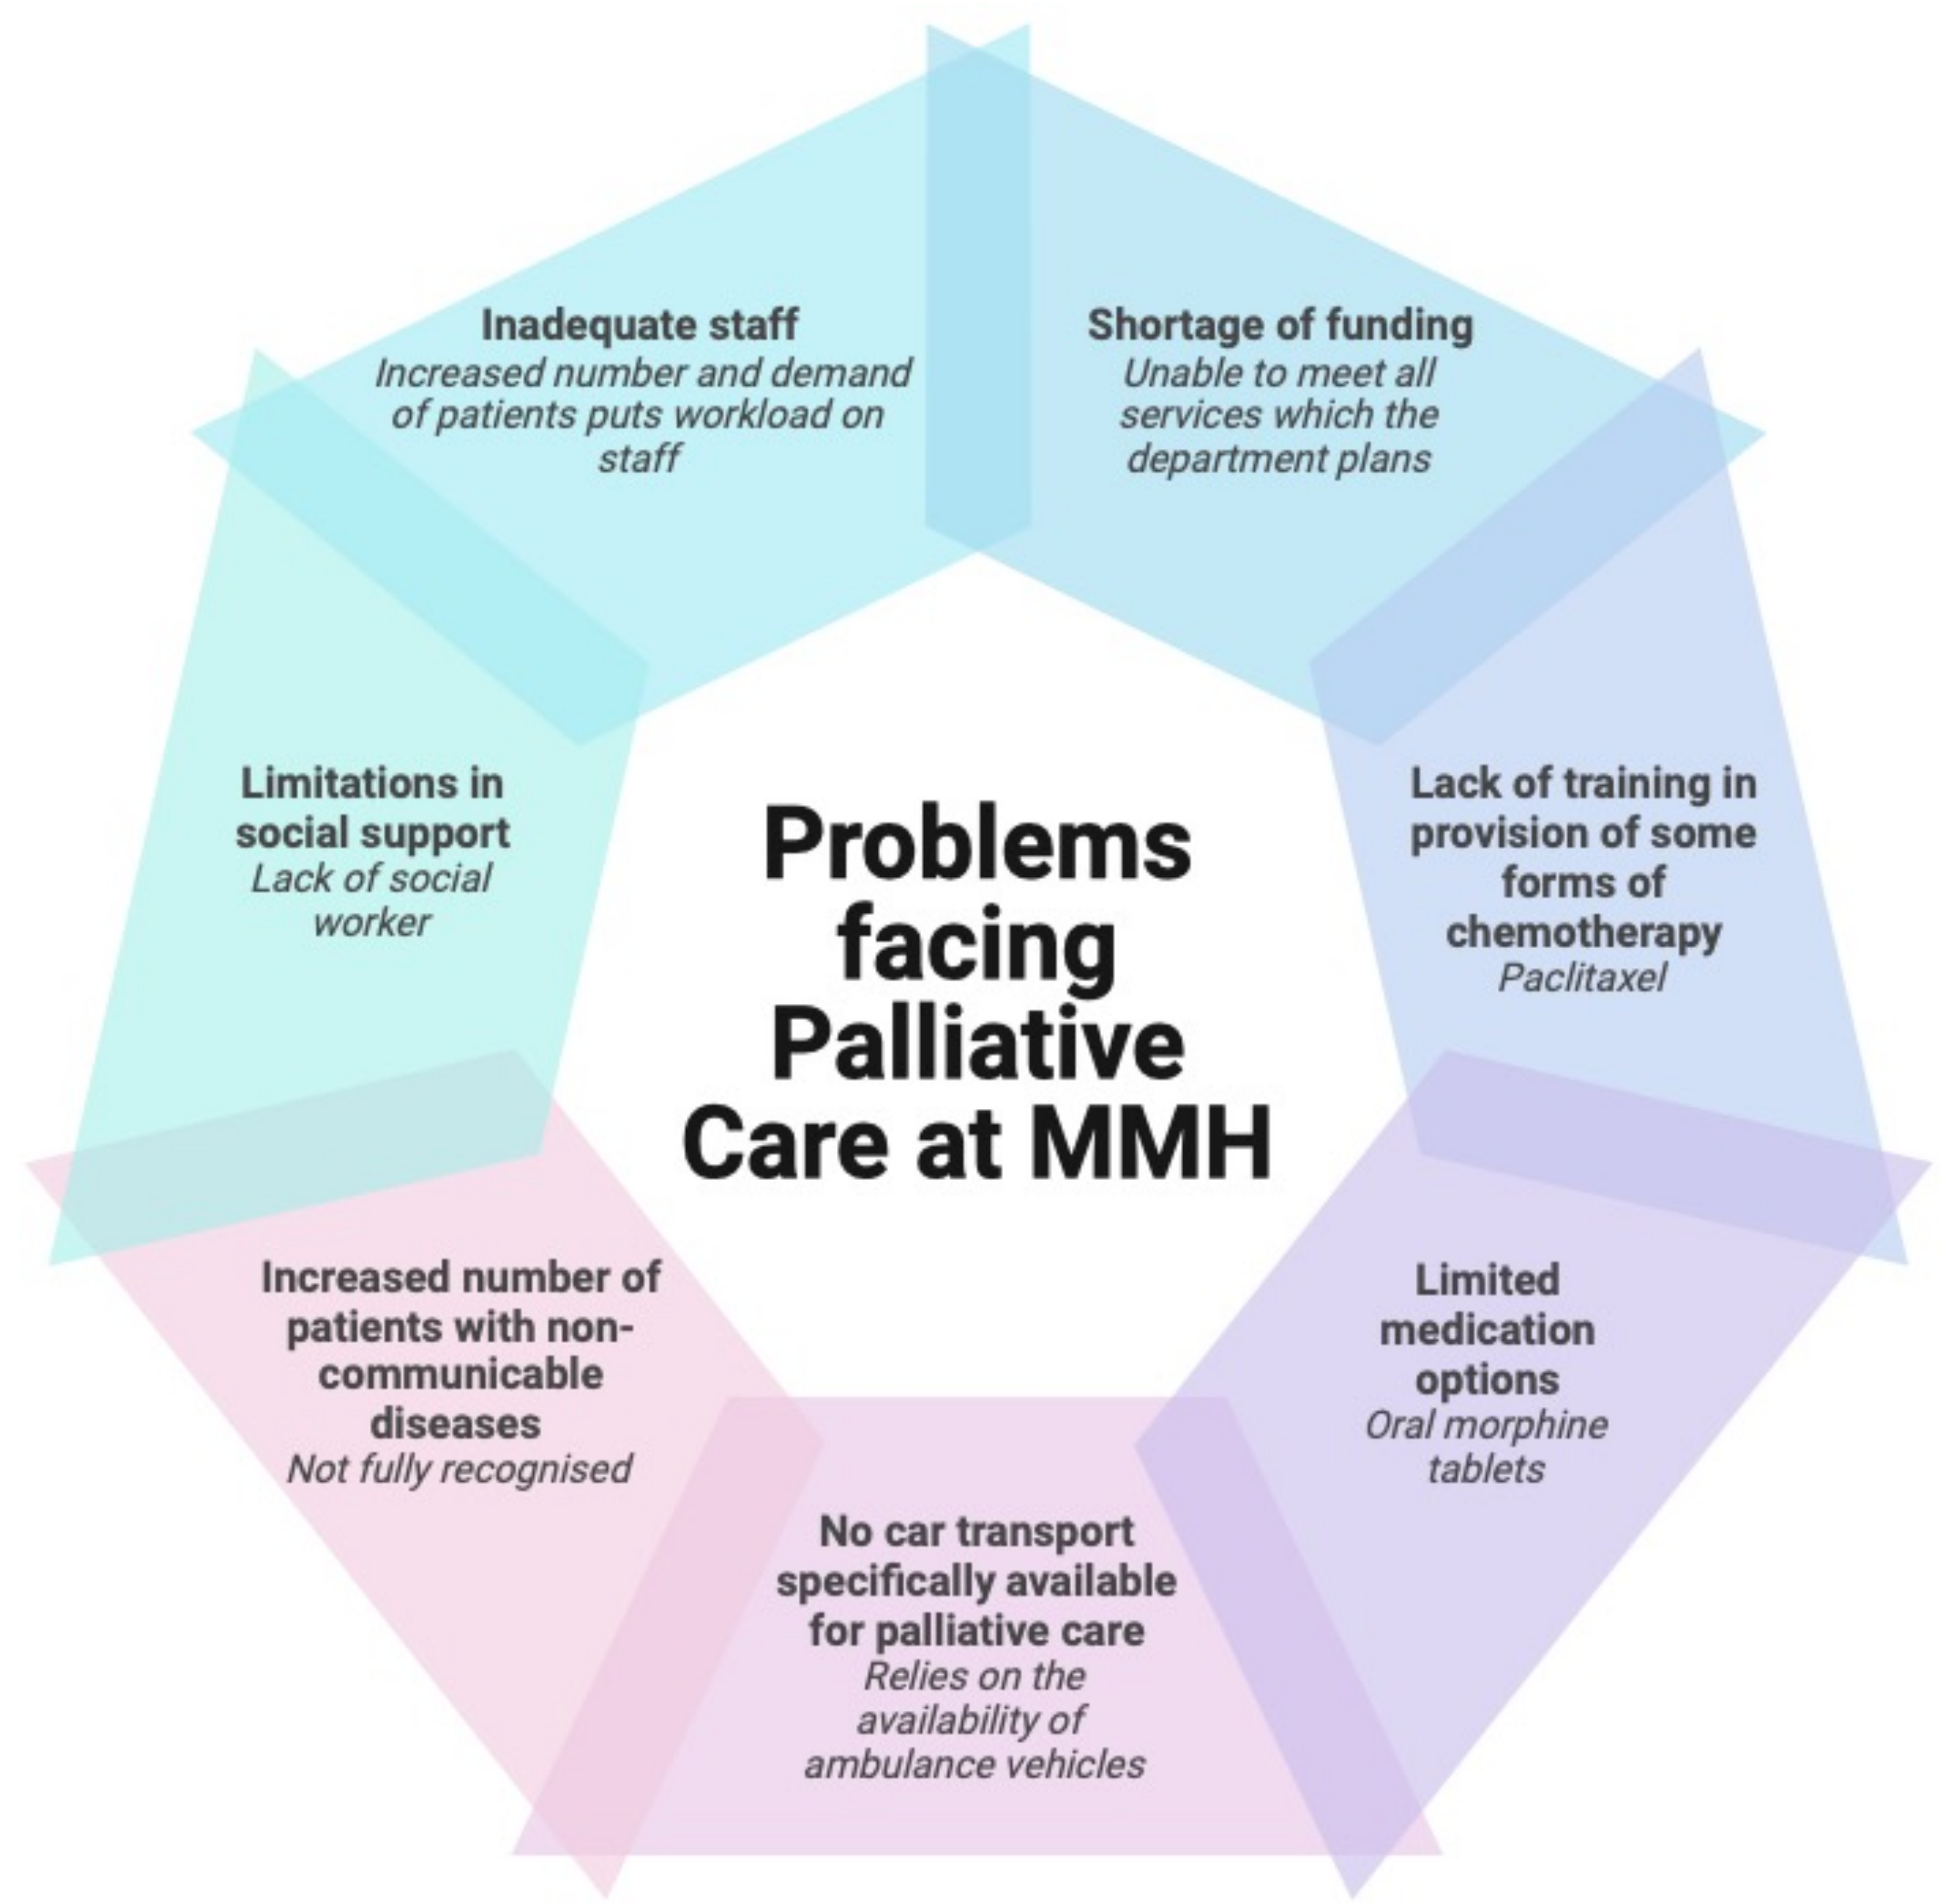 Inadequate staff
Increased number and demand
of patients puts workload on
staff
Shortage of funding
Unable to meet all
services which the
department plans
Limitations in
social support
Lack of social
worker
Problems
facing
Palliative
Care at MMH
Lack of training in
provision of some
forms of
chemotherapy
Paclitaxel
Increased number of
patients with non-
communicable
diseases
Not fully recognised
Limited
medication
options
Oral morphine
tablets
No car transport
specifically available
for palliative care
Relies on the
availability of
ambulance vehicles